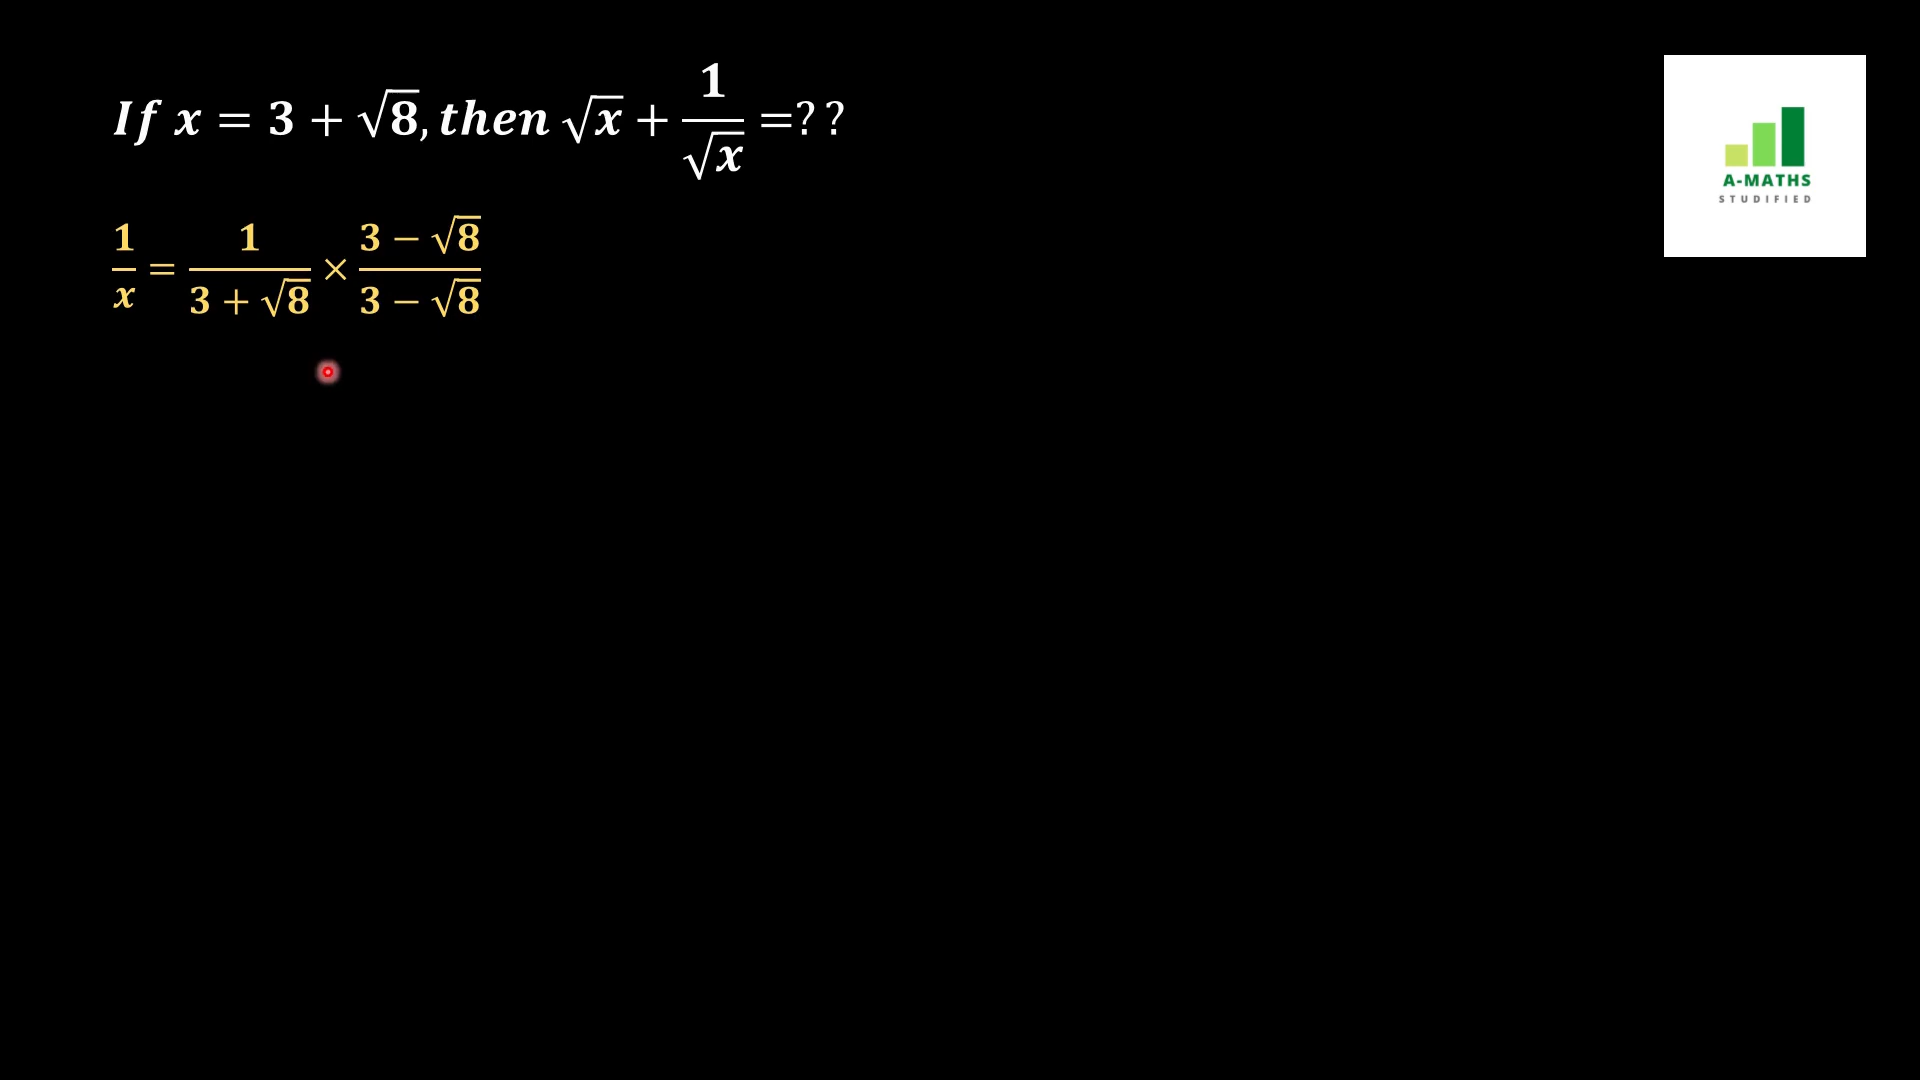 If x = 3 + √8, then √x + 1/√x =? ?
1/x = 1/(3 + √8) × (3 − √8)/(3 − √8)
A-MATHS
STUDIFIED